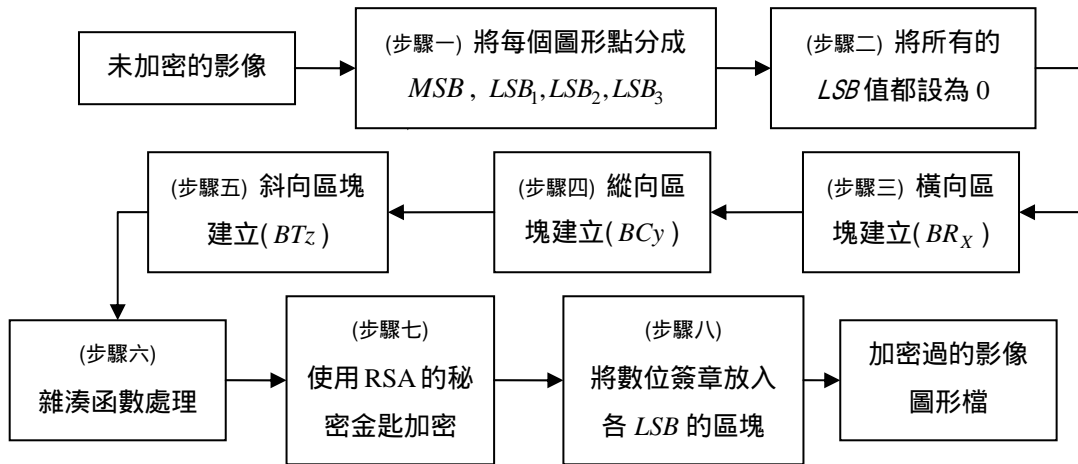 未加密的影像
(步驟一) 將每個圖形點分成
MSB , LSB₁,LSB₂,LSB₃
(步驟二) 將所有的
LSB 值都設為 0
(步驟三) 橫向區
塊建立( BR_X )
(步驟四) 縱向區
塊建立( BCy )
(步驟五) 斜向區塊
建立( BTz )
(步驟六)
雜湊函數處理
(步驟七)
使用 RSA 的秘
密金匙加密
(步驟八)
將數位簽章放入
各 LSB 的區塊
加密過的影像
圖形檔